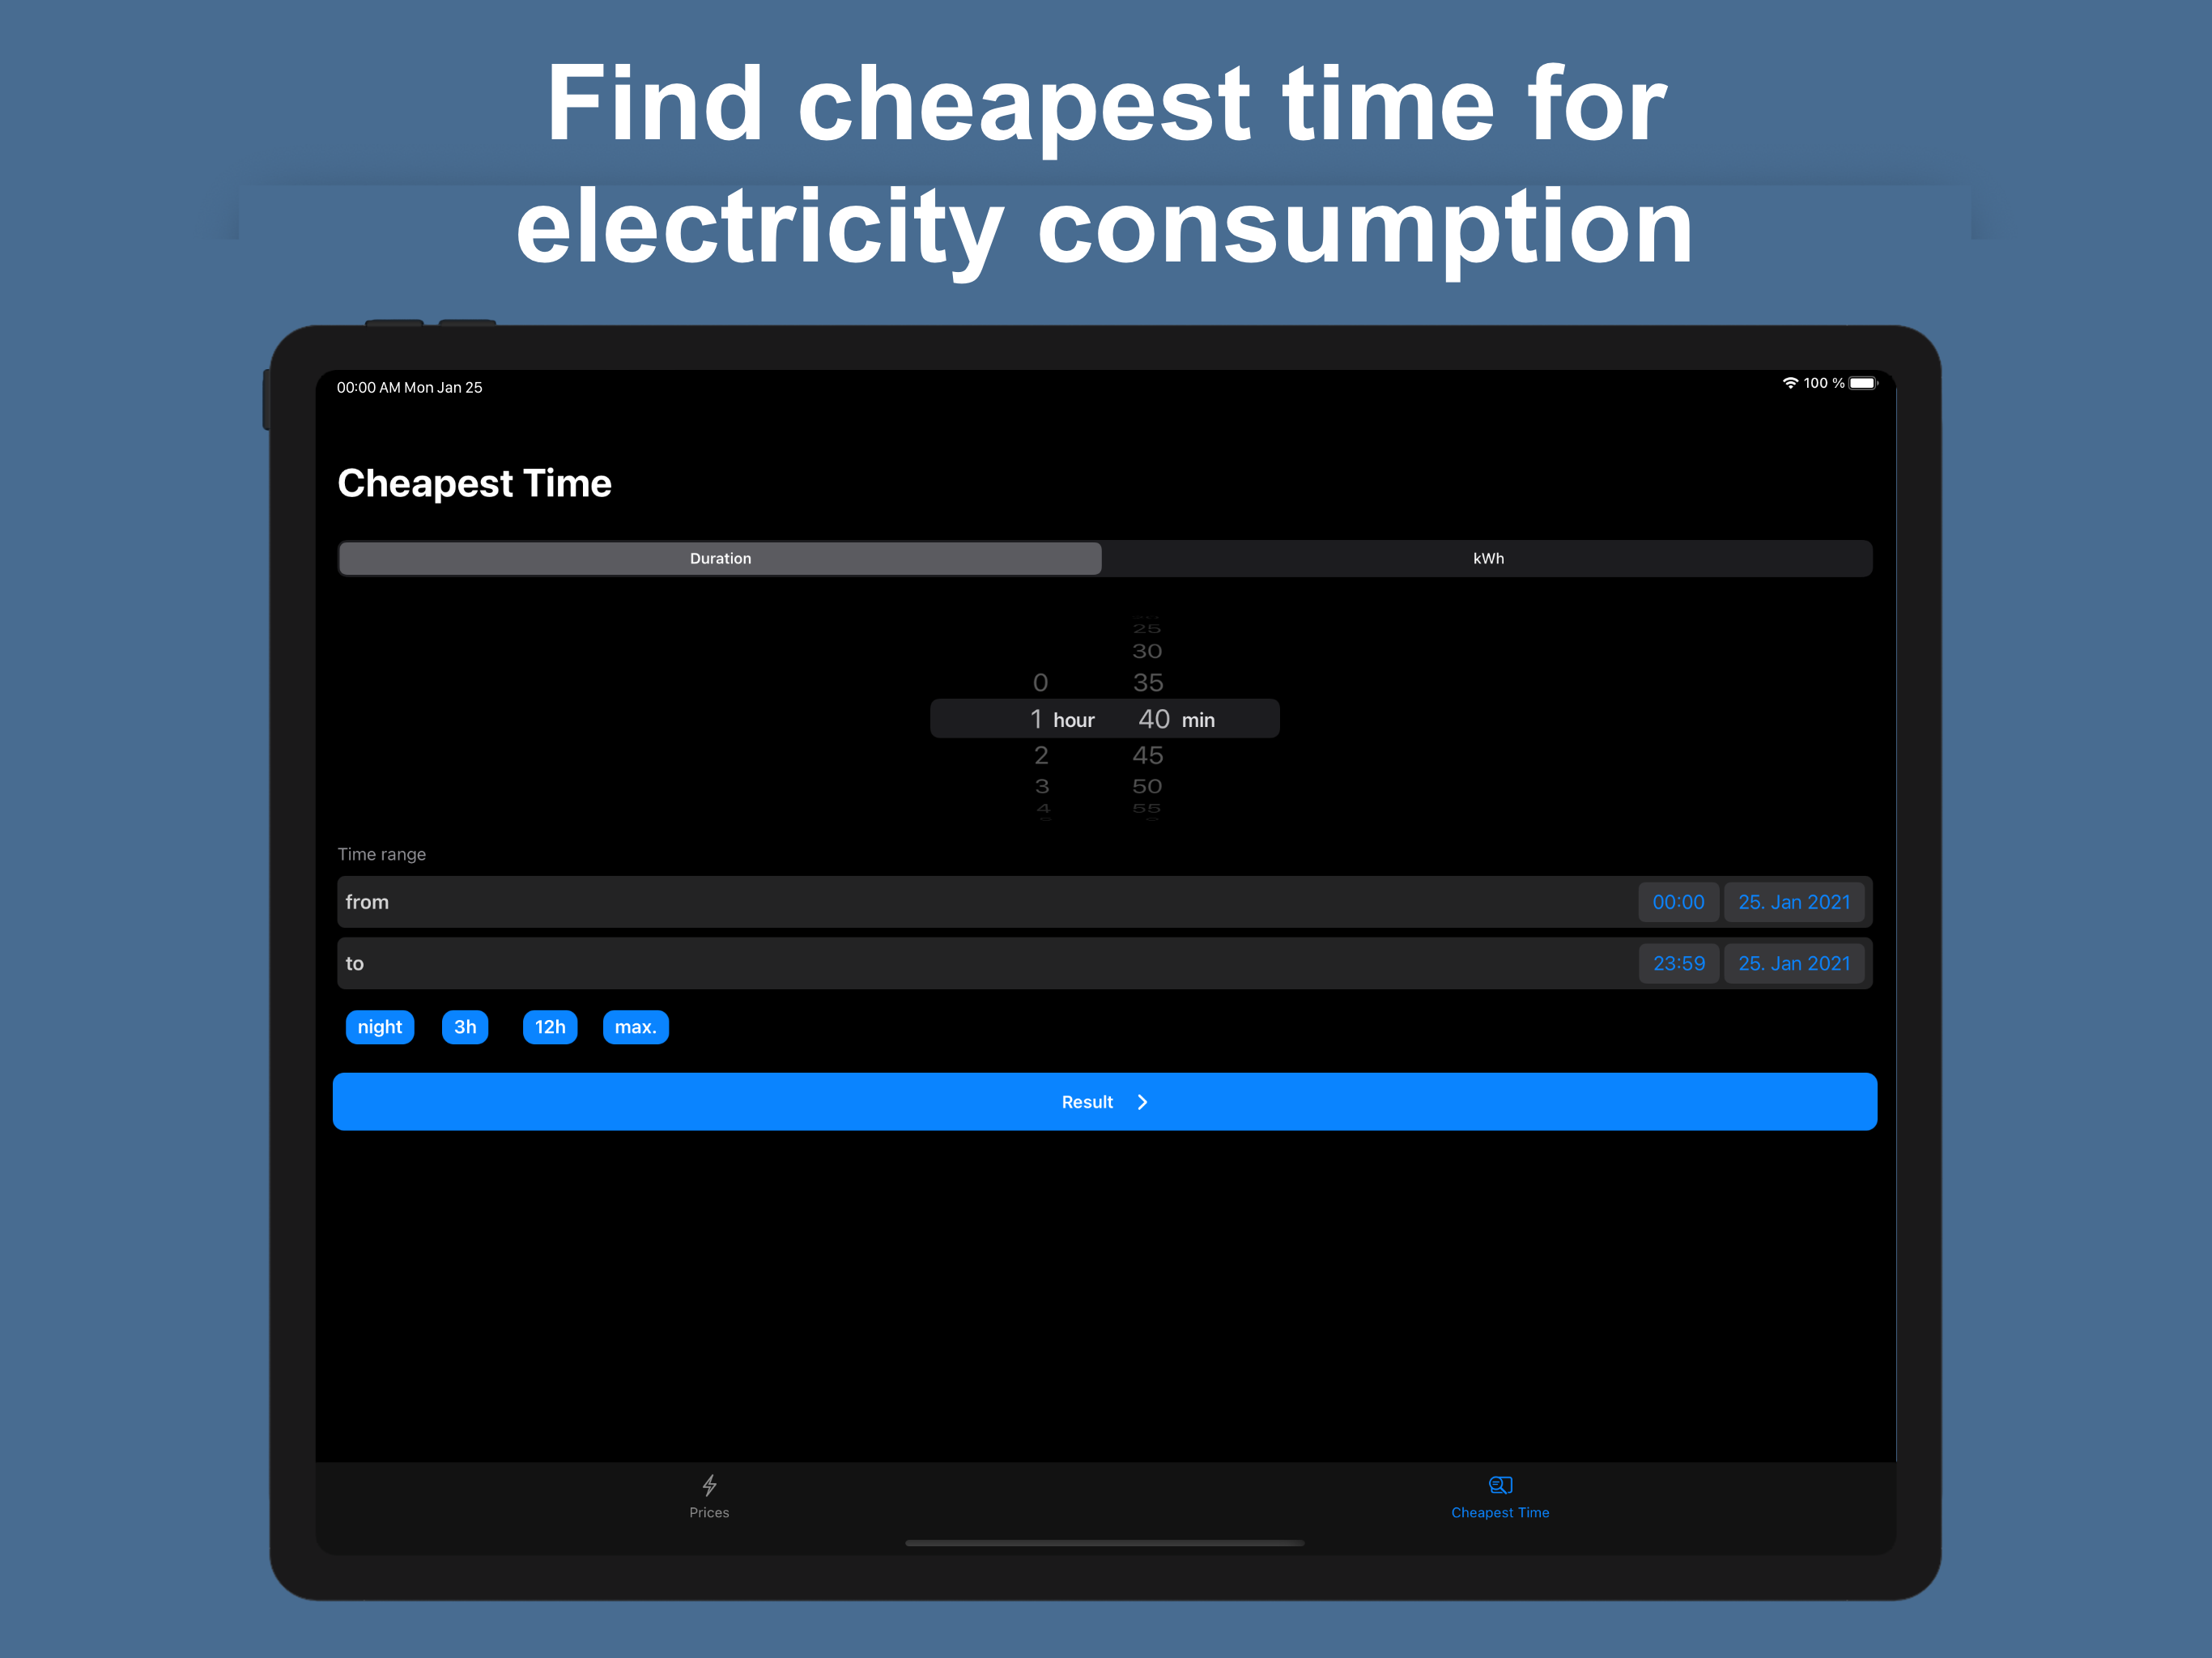 Find cheapest time for
electricity consumption
00:00 AM Mon Jan 25
100 %
Cheapest Time
Duration kWh
25
30
0 35
1 hour 40 min
2 45
3 50
4 55
Time range
from 00:00 25. Jan 2021
to 23:59 25. Jan 2021
night 3h 12h max.
Result
Prices Cheapest Time